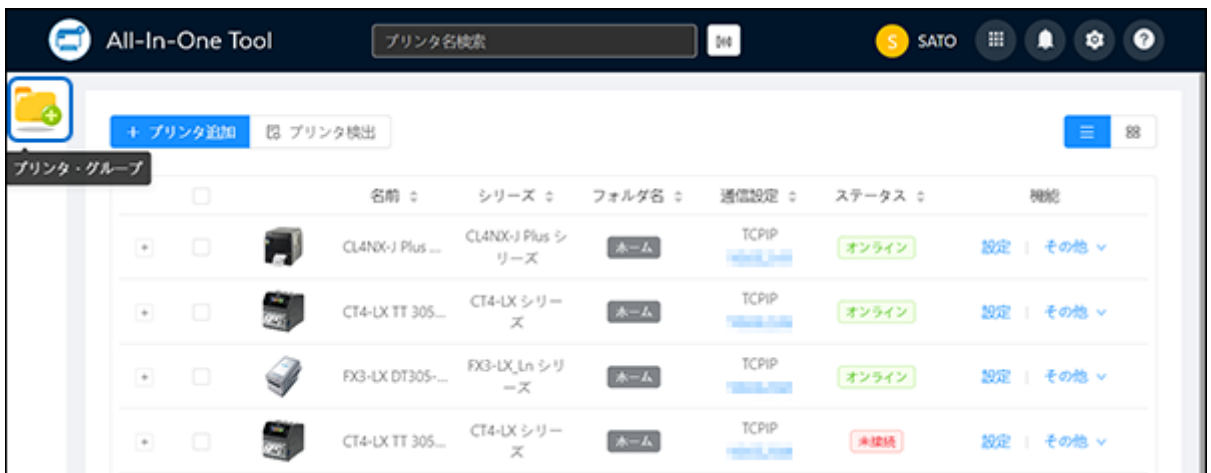 All-In-One Tool
プリンタ名検索
S SATO
+ プリンタ追加
プリンタ検出
プリンタ・グループ
名前 シリーズ フォルダ名 通信設定 ステータス 機能
CL4NX-J Plus ... CL4NX-J Plus シリーズ ホーム TCPIP オンライン 設定 その他
CT4-LX TT 305... CT4-LX シリーズ ホーム TCPIP オンライン 設定 その他
FX3-LX DT305-... FX3-LX_Ln シリーズ ホーム TCPIP オンライン 設定 その他
CT4-LX TT 305... CT4-LX シリーズ ホーム TCPIP 未接続 設定 その他